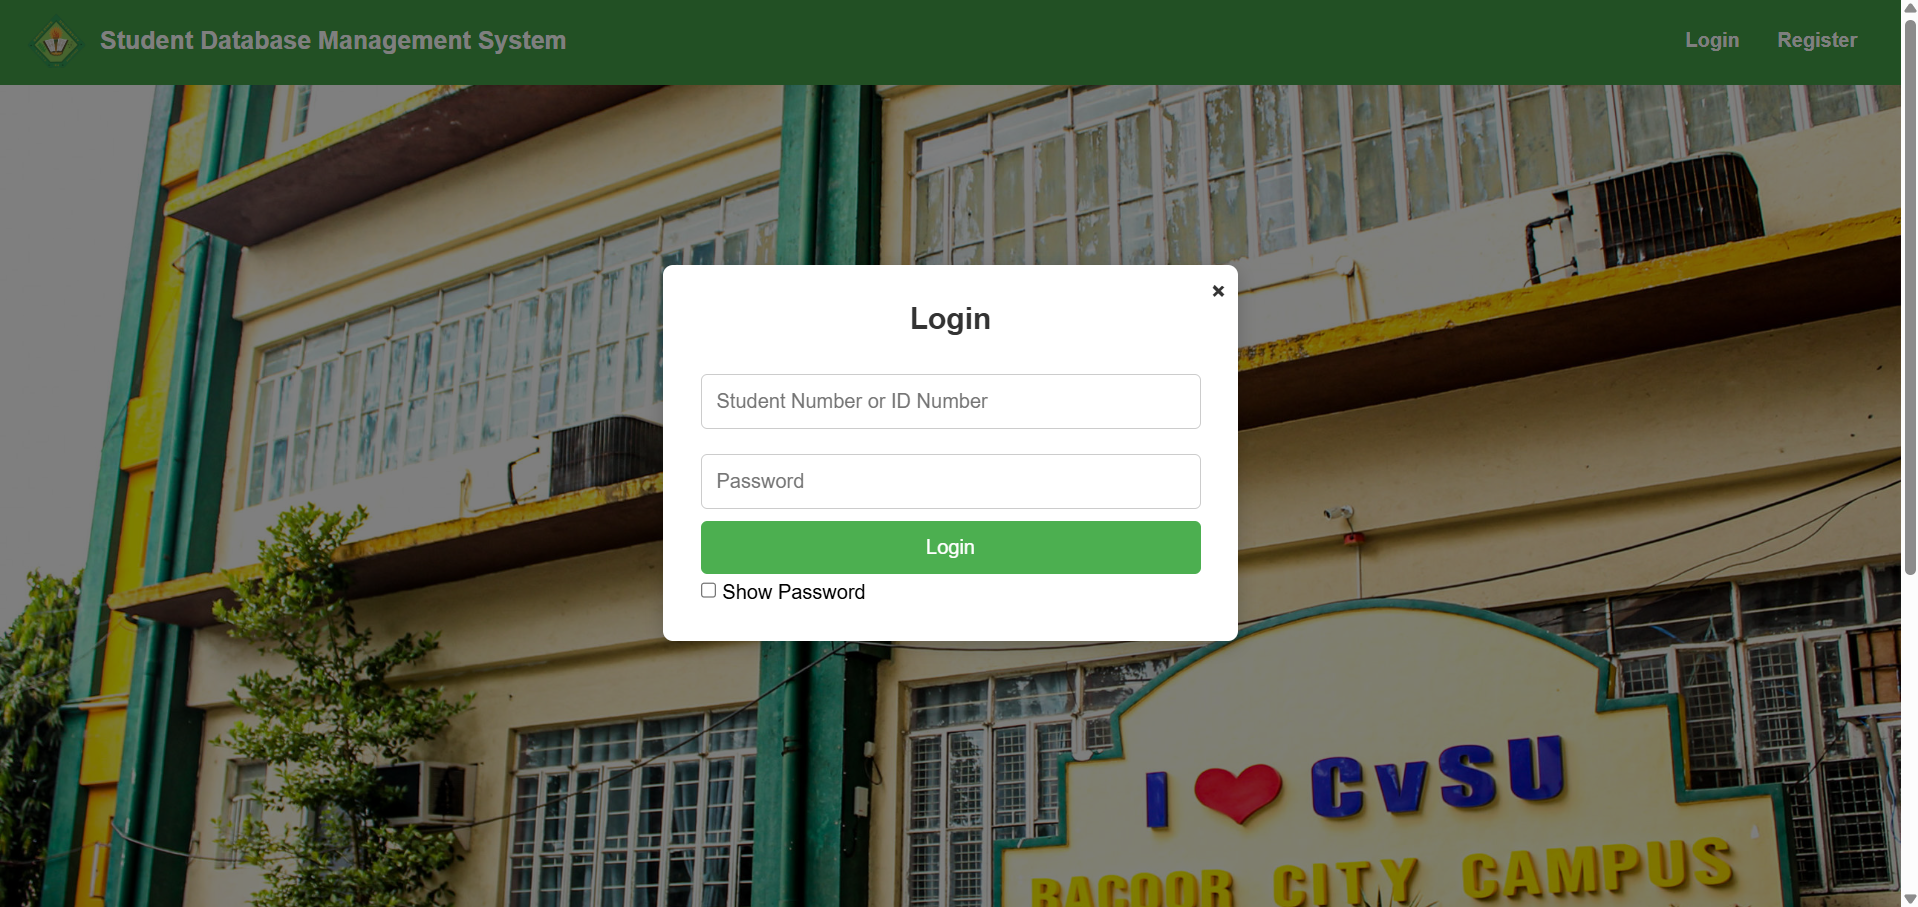 Student Database Management System
Login
Register
×
Login
Student Number or ID Number
Password
Login
Show Password
I ❤ CvSU
BACOOR CITY CAMPUS